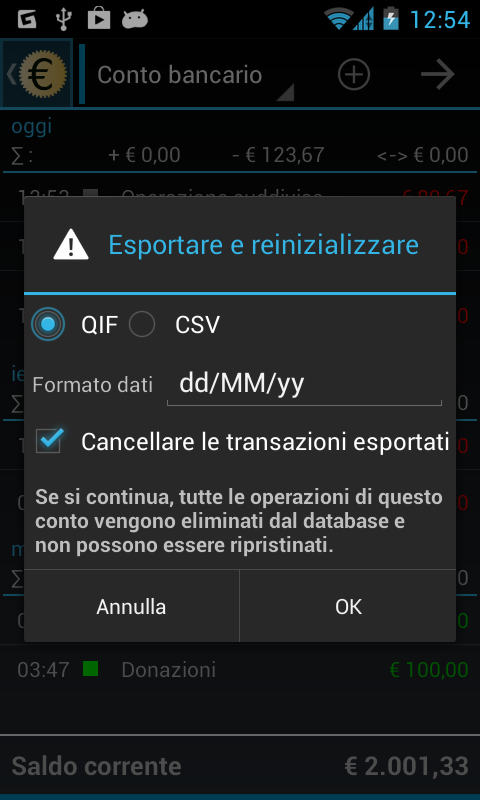 12:54
€ Conto bancario
oggi
∑ : + € 0,00 - € 123,67 <-> € 0,00
Esportare e reinizializzare
QIF CSV
Formato dati dd/MM/yy
Cancellare le transazioni esportati
Se si continua, tutte le operazioni di questo
conto vengono eliminati dal database e
non possono essere ripristinati.
Annulla OK
03:47 Donazioni € 100,00
Saldo corrente € 2.001,33